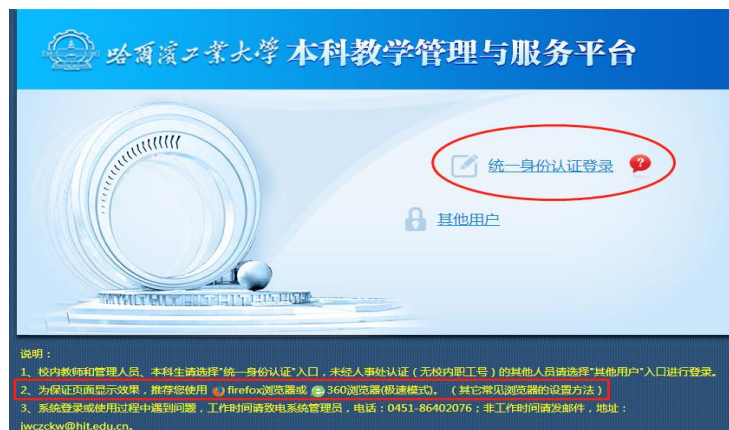 哈爾濱工業大學 本科教学管理与服务平台
统一身份认证登录 ?
其他用户
说明：
1、校内教师和管理人员、本科生请选择"统一身份认证"入口，未经人事处认证（无校内职工号）的其他人员请选择"其他用户"入口进行登录。
2、为保证页面显示效果，推荐您使用 firefox浏览器或 360浏览器(极速模式)。（其它常见浏览器的设置方法）
3、系统登录或使用过程中遇到问题，工作时间请致电系统管理员，电话：0451-86402076；非工作时间请发邮件，地址：
jwczckw@hit.edu.cn。